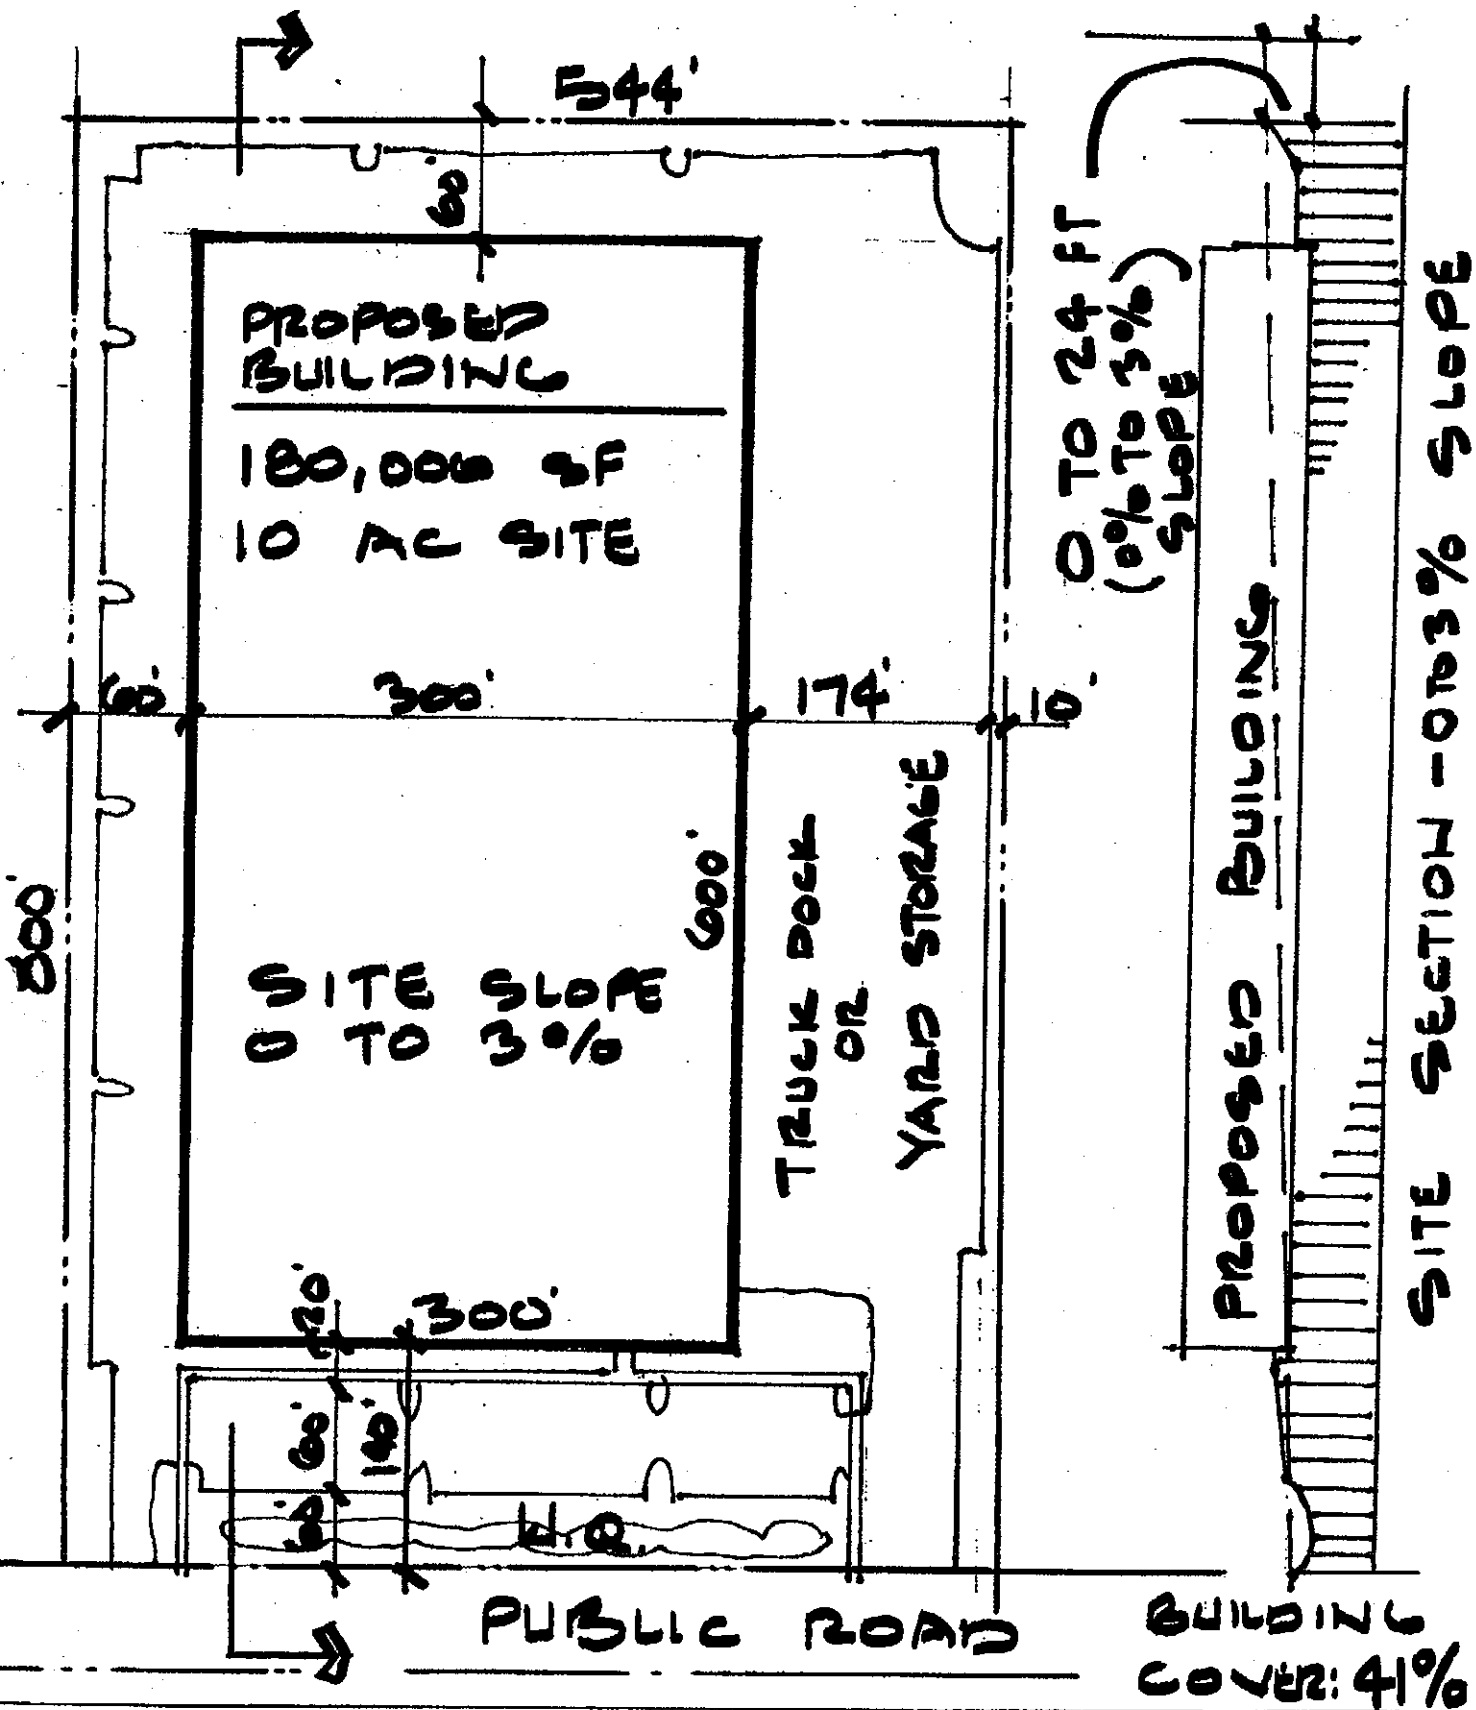 544'
60'
PROPOSED
BUILDING
180,000 SF
10 AC SITE
60'
300'
174'
10'
800'
600'
SITE SLOPE
0 TO 3%
TRUCK DOCK
OR
YARD STORAGE
20'
300'
60'
140'
60'
PUBLIC ROAD
0 TO 24 FT
(0% TO 3%)
SLOPE
PROPOSED BUILDING
SITE SECTION - 0 TO 3% SLOPE
BUILDING
COVER: 41%